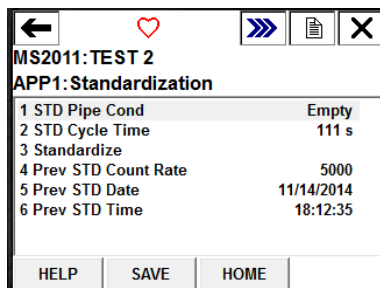 MS2011:TEST 2
APP1:Standardization
1 STD Pipe Cond Empty
2 STD Cycle Time 111 s
3 Standardize
4 Prev STD Count Rate 5000
5 Prev STD Date 11/14/2014
6 Prev STD Time 18:12:35
HELP SAVE HOME